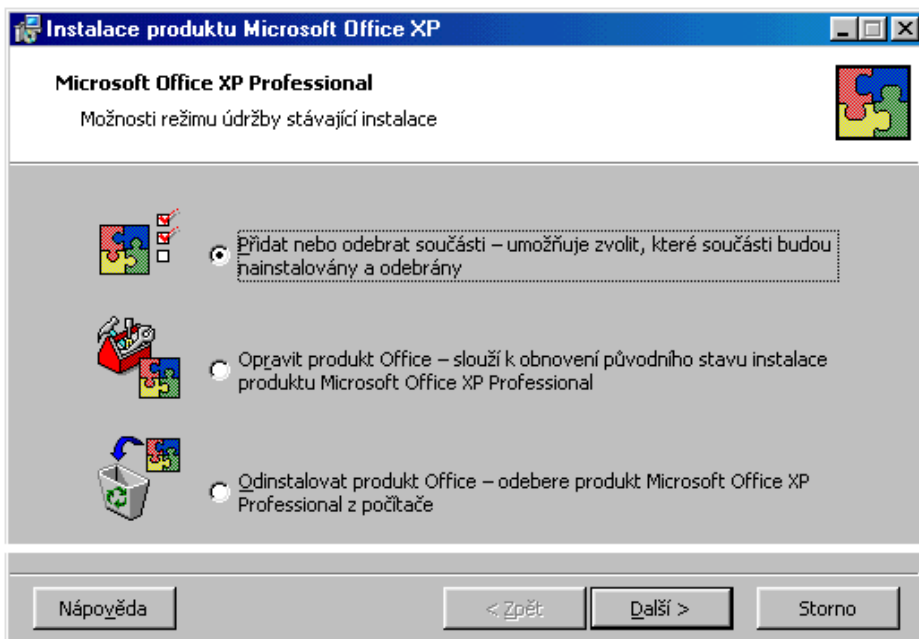 Instalace produktu Microsoft Office XP
Microsoft Office XP Professional
Možnosti režimu údržby stávající instalace
Přidat nebo odebrat součásti – umožňuje zvolit, které součásti budou
nainstalovány a odebrány
Opravit produkt Office – slouží k obnovení původního stavu instalace
produktu Microsoft Office XP Professional
Odinstalovat produkt Office – odebere produkt Microsoft Office XP
Professional z počítače
Nápověda
< Zpět
Další >
Storno